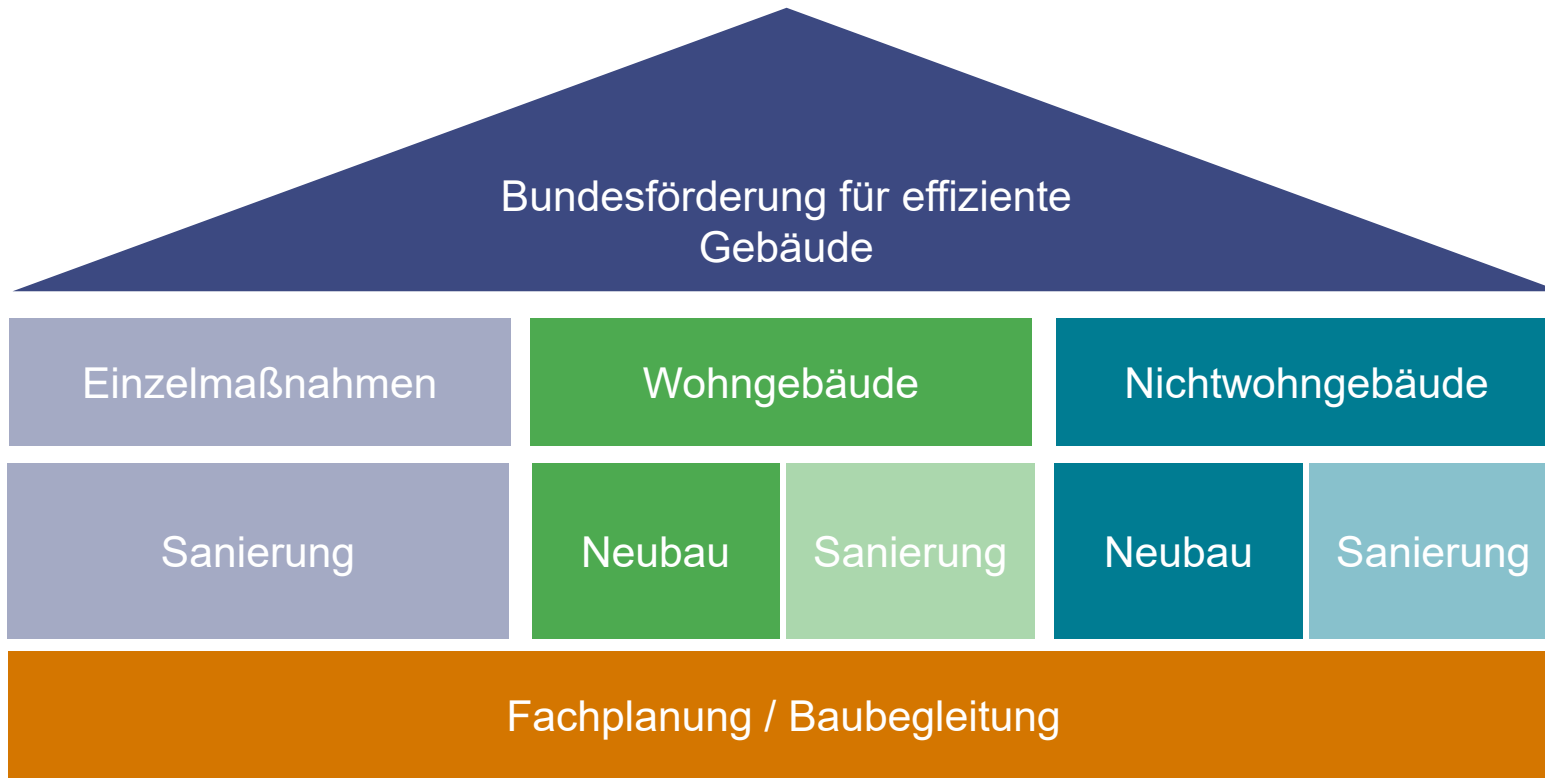 Bundesförderung für effiziente
Gebäude
Einzelmaßnahmen
Wohngebäude
Nichtwohngebäude
Sanierung
Neubau
Sanierung
Neubau
Sanierung
Fachplanung / Baubegleitung